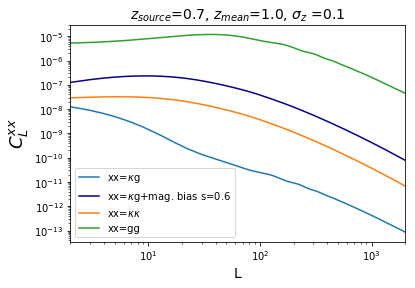 z_source=0.7, z_mean=1.0, σ_z =0.1
C_L^xx
10⁻⁵
10⁻⁶
10⁻⁷
10⁻⁸
10⁻⁹
10⁻¹⁰
10⁻¹¹
10⁻¹²
10⁻¹³
xx=κg
xx=κg+mag. bias s=0.6
xx=κκ
xx=gg
10¹ 10² 10³
L